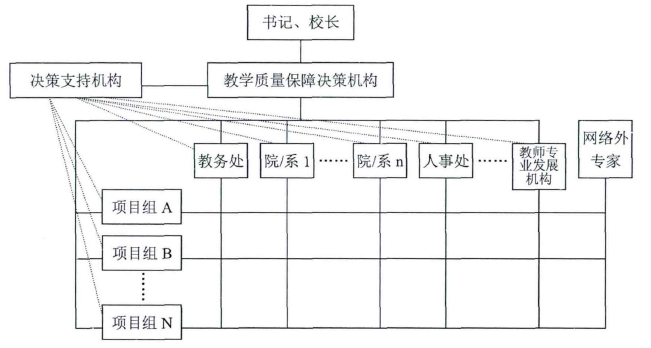 书记、校长
决策支持机构
教学质量保障决策机构
教务处
院/系 1
……
院/系 n
人事处
……
教师专
业发展
机构
网络外
专家
项目组 A
项目组 B
……
项目组 N